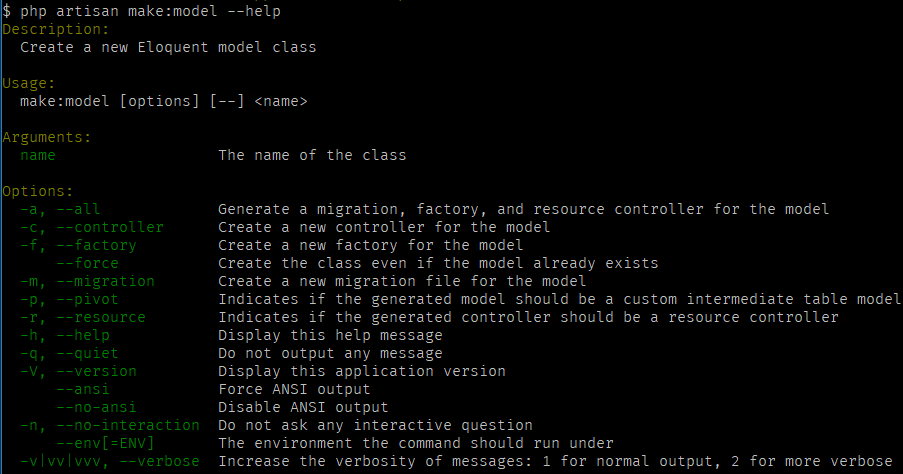 $ php artisan make:model --help
Description:
  Create a new Eloquent model class

Usage:
  make:model [options] [--] <name>

Arguments:
  name                  The name of the class

Options:
  -a, --all             Generate a migration, factory, and resource controller for the model
  -c, --controller      Create a new controller for the model
  -f, --factory         Create a new factory for the model
      --force           Create the class even if the model already exists
  -m, --migration       Create a new migration file for the model
  -p, --pivot           Indicates if the generated model should be a custom intermediate table model
  -r, --resource        Indicates if the generated controller should be a resource controller
  -h, --help            Display this help message
  -q, --quiet           Do not output any message
  -V, --version         Display this application version
      --ansi            Force ANSI output
      --no-ansi         Disable ANSI output
  -n, --no-interaction  Do not ask any interactive question
      --env[=ENV]       The environment the command should run under
  -v|vv|vvv, --verbose  Increase the verbosity of messages: 1 for normal output, 2 for more verbose